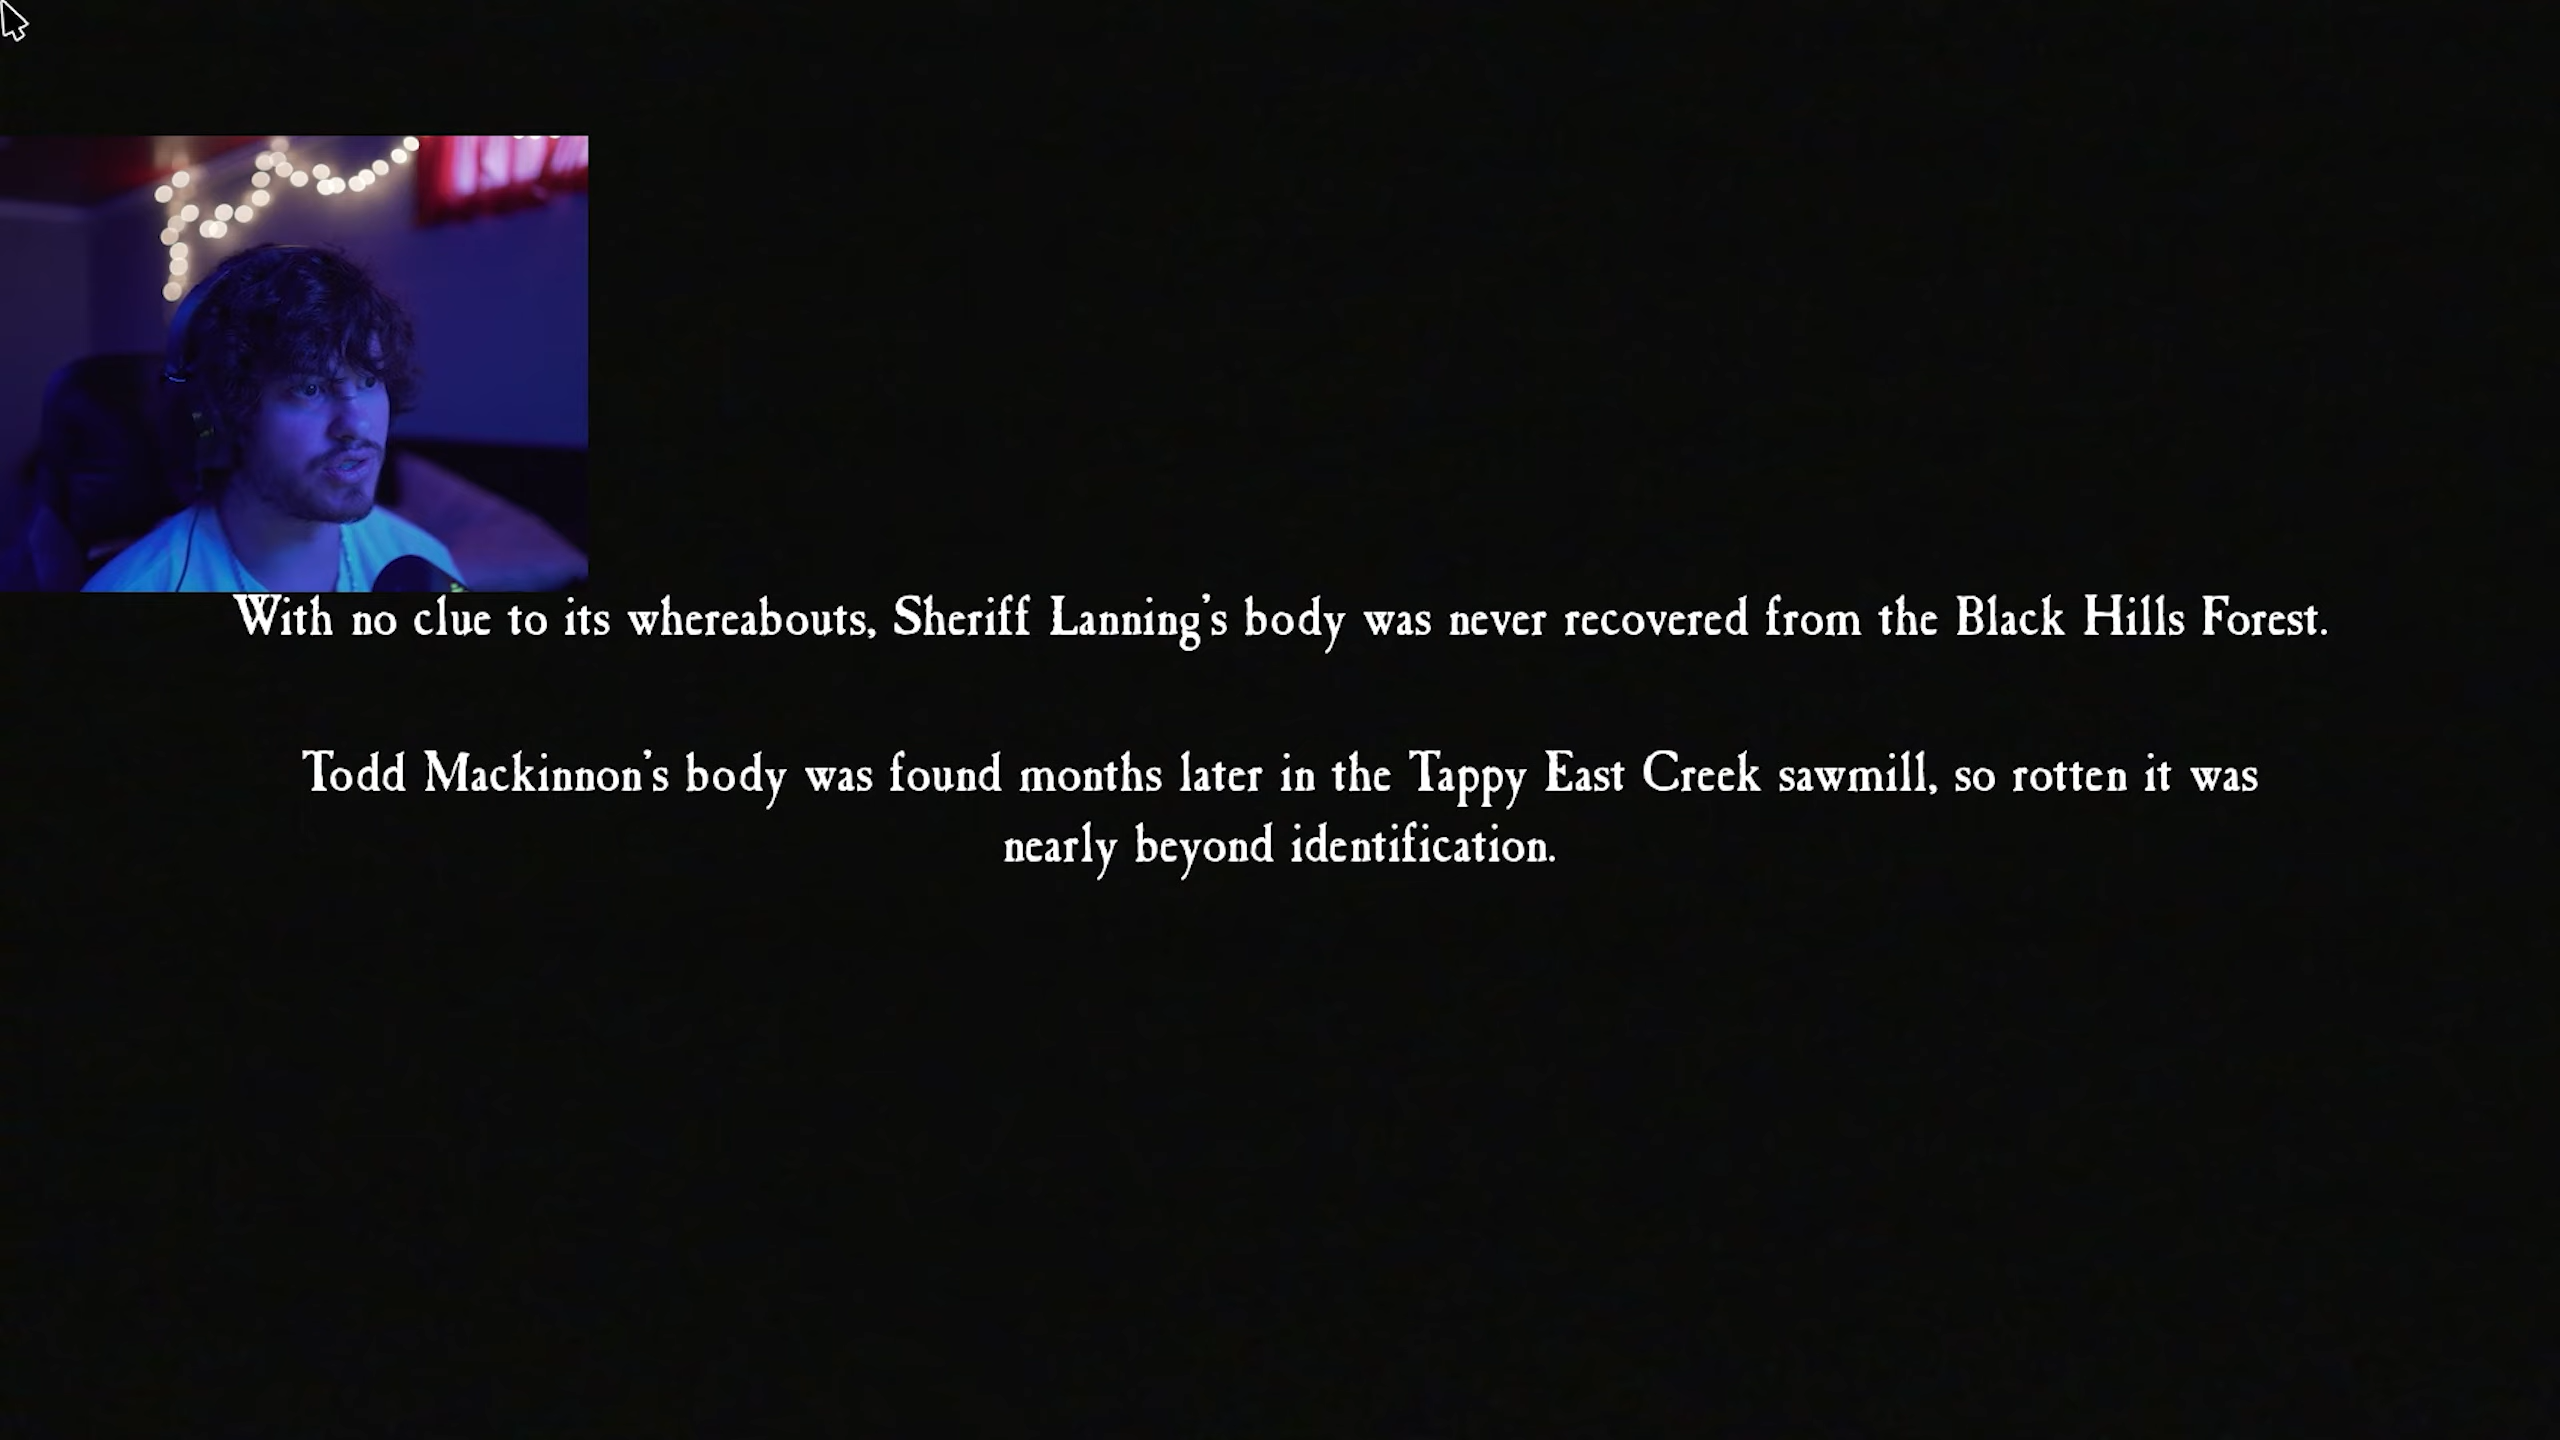 With no clue to its whereabouts, Sheriff Lanning's body was never recovered from the Black Hills Forest.
Todd Mackinnon's body was found months later in the Tappy East Creek sawmill, so rotten it was
nearly beyond identification.